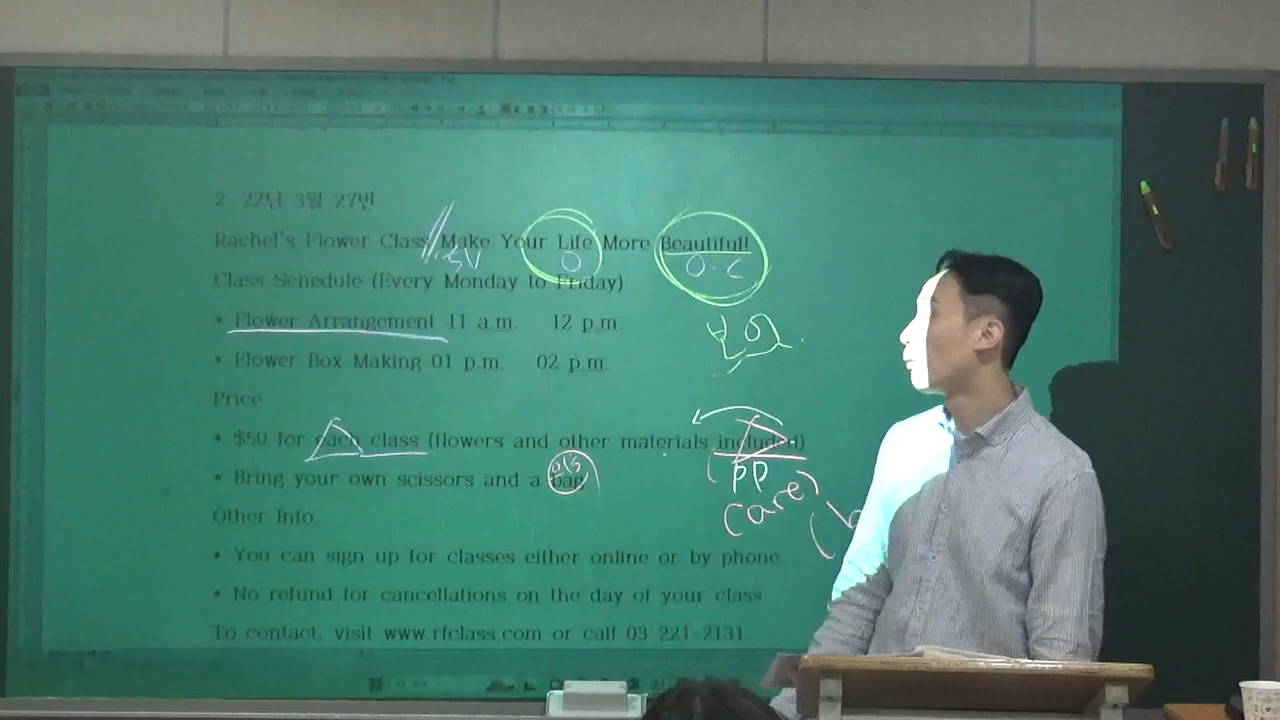 2. 22년 3월 27번
Rachel's Flower Class Make Your Life More Beautiful!
5V O O.C
Class Schedule (Every Monday to Friday)
• Flower Arrangement 11 a.m. - 12 p.m.
• Flower Box Making 01 p.m. - 02 p.m.
Price
• $50 for each class (flowers and other materials included)
• Bring your own scissors and a bag
pp
care
Other Info.
• You can sign up for classes either online or by phone
• No refund for cancellations on the day of your class
To contact, visit www.rfclass.com or call 03 221 2131